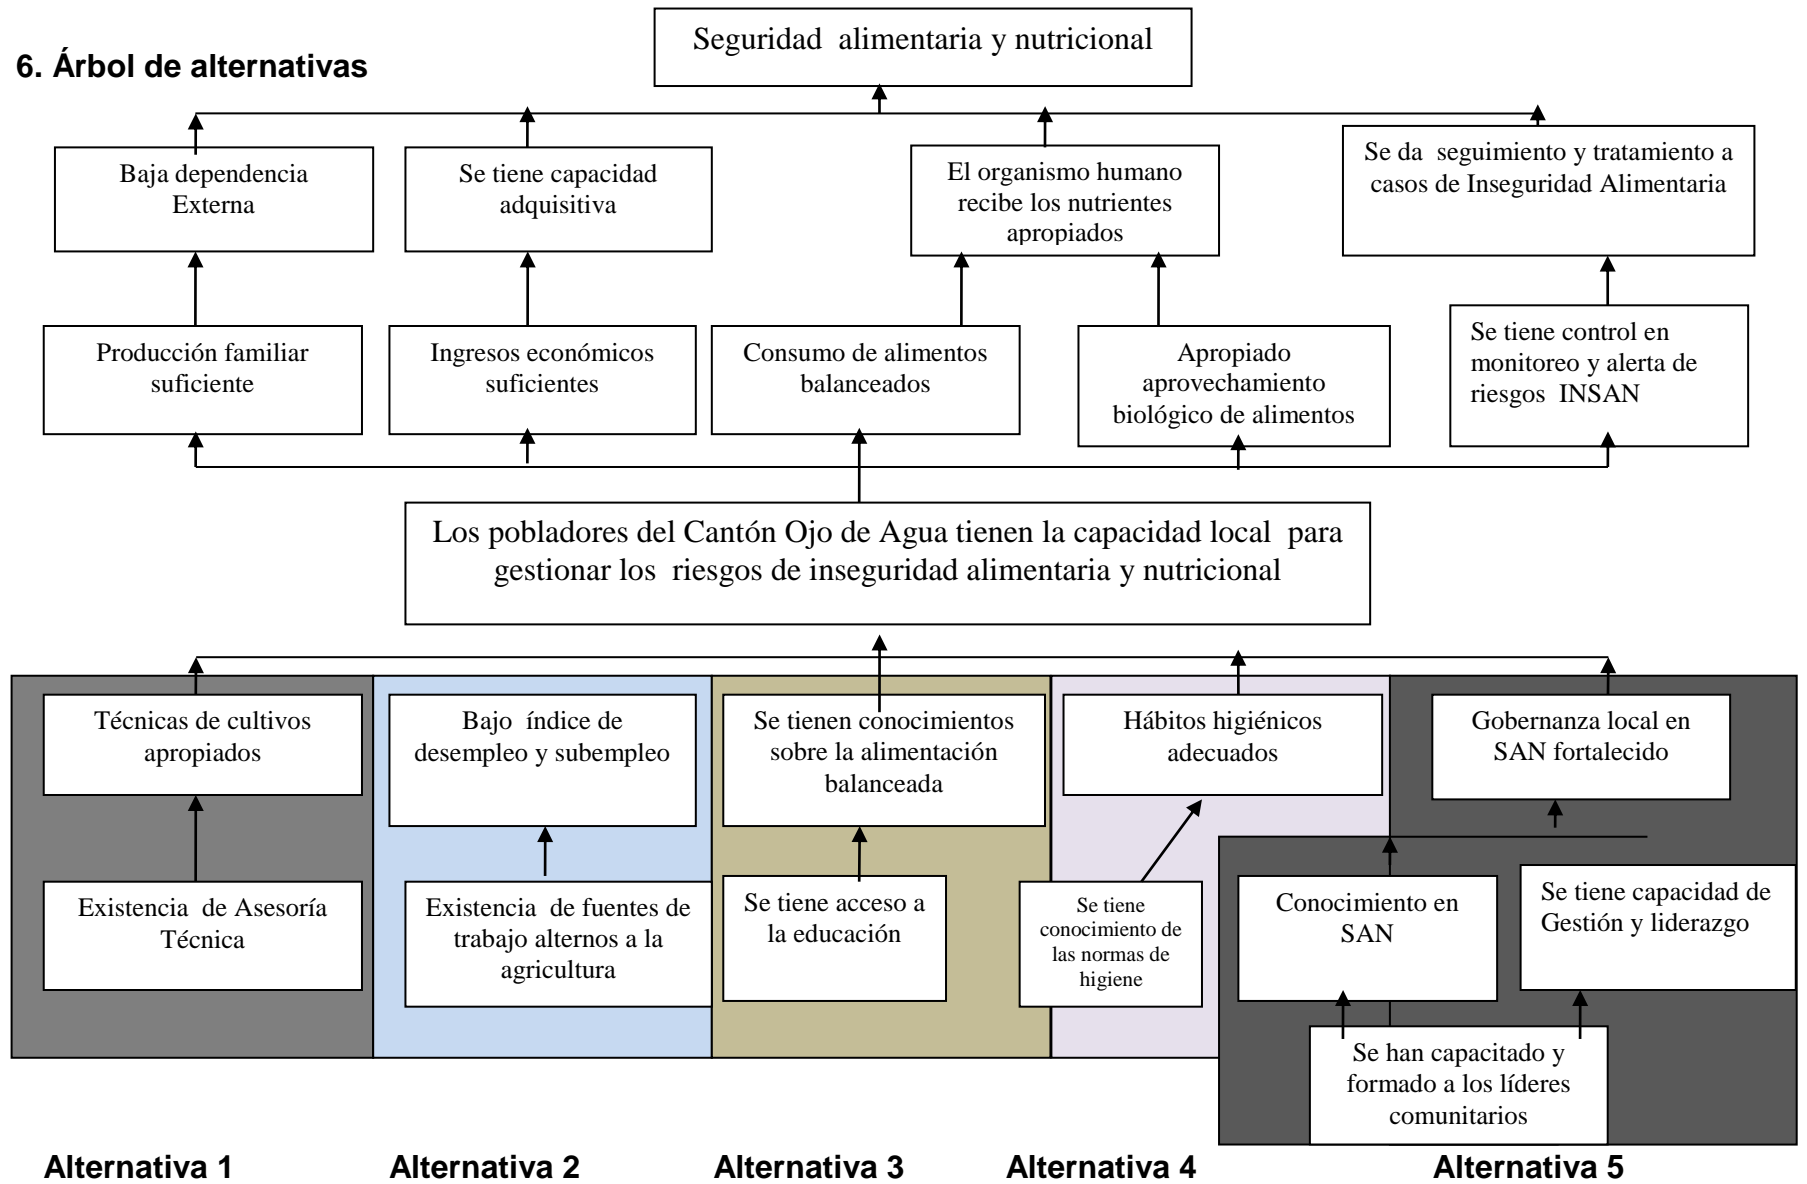 Seguridad alimentaria y nutricional
6. Árbol de alternativas
Baja dependencia
Externa
Se tiene capacidad
adquisitiva
El organismo humano
recibe los nutrientes
apropiados
Se da seguimiento y tratamiento a
casos de Inseguridad Alimentaria
Producción familiar
suficiente
Ingresos económicos
suficientes
Consumo de alimentos
balanceados
Apropiado
aprovechamiento
biológico de alimentos
Se tiene control en
monitoreo y alerta de
riesgos INSAN
Los pobladores del Cantón Ojo de Agua tienen la capacidad local para
gestionar los riesgos de inseguridad alimentaria y nutricional
Técnicas de cultivos
apropiados
Bajo índice de
desempleo y subempleo
Se tienen conocimientos
sobre la alimentación
balanceada
Hábitos higiénicos
adecuados
Gobernanza local en
SAN fortalecido
Existencia de Asesoría
Técnica
Existencia de fuentes de
trabajo alternos a la
agricultura
Se tiene acceso a
la educación
Se tiene
conocimiento de
las normas de
higiene
Conocimiento en
SAN
Se tiene capacidad de
Gestión y liderazgo
Se han capacitado y
formado a los líderes
comunitarios
Alternativa 1
Alternativa 2
Alternativa 3
Alternativa 4
Alternativa 5